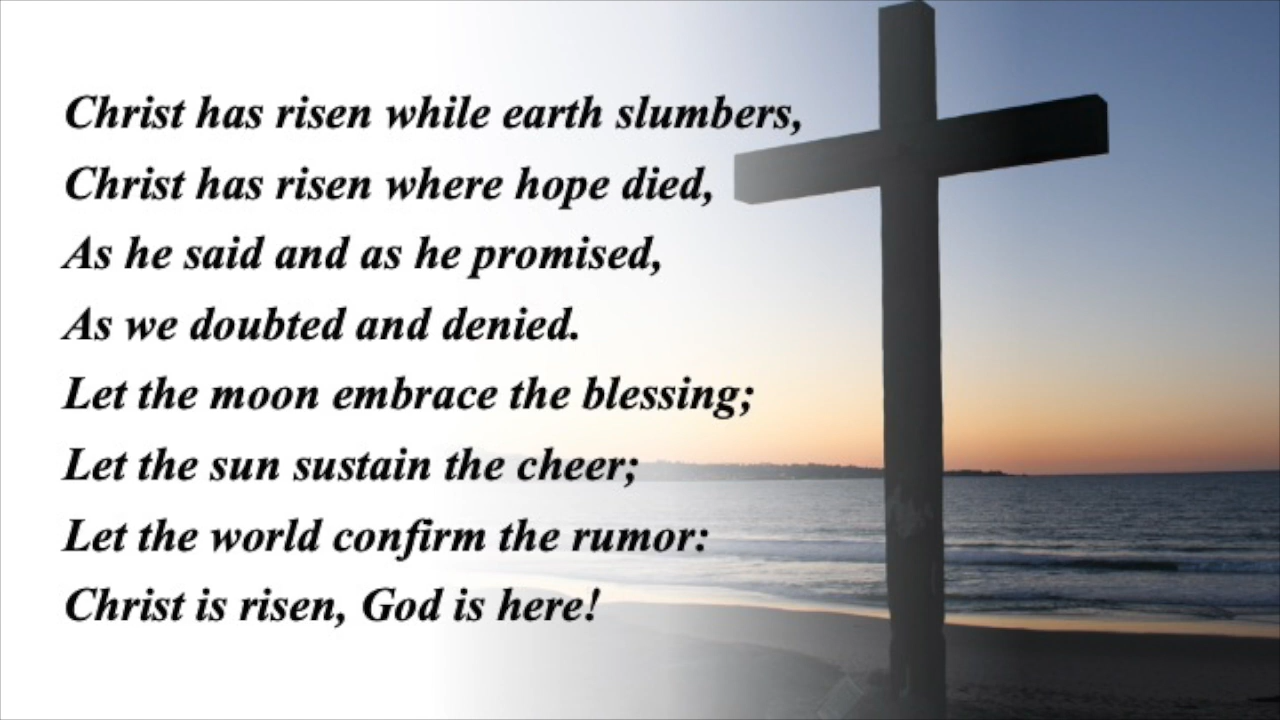 Christ has risen while earth slumbers,
Christ has risen where hope died,
As he said and as he promised,
As we doubted and denied.
Let the moon embrace the blessing;
Let the sun sustain the cheer;
Let the world confirm the rumor:
Christ is risen, God is here!